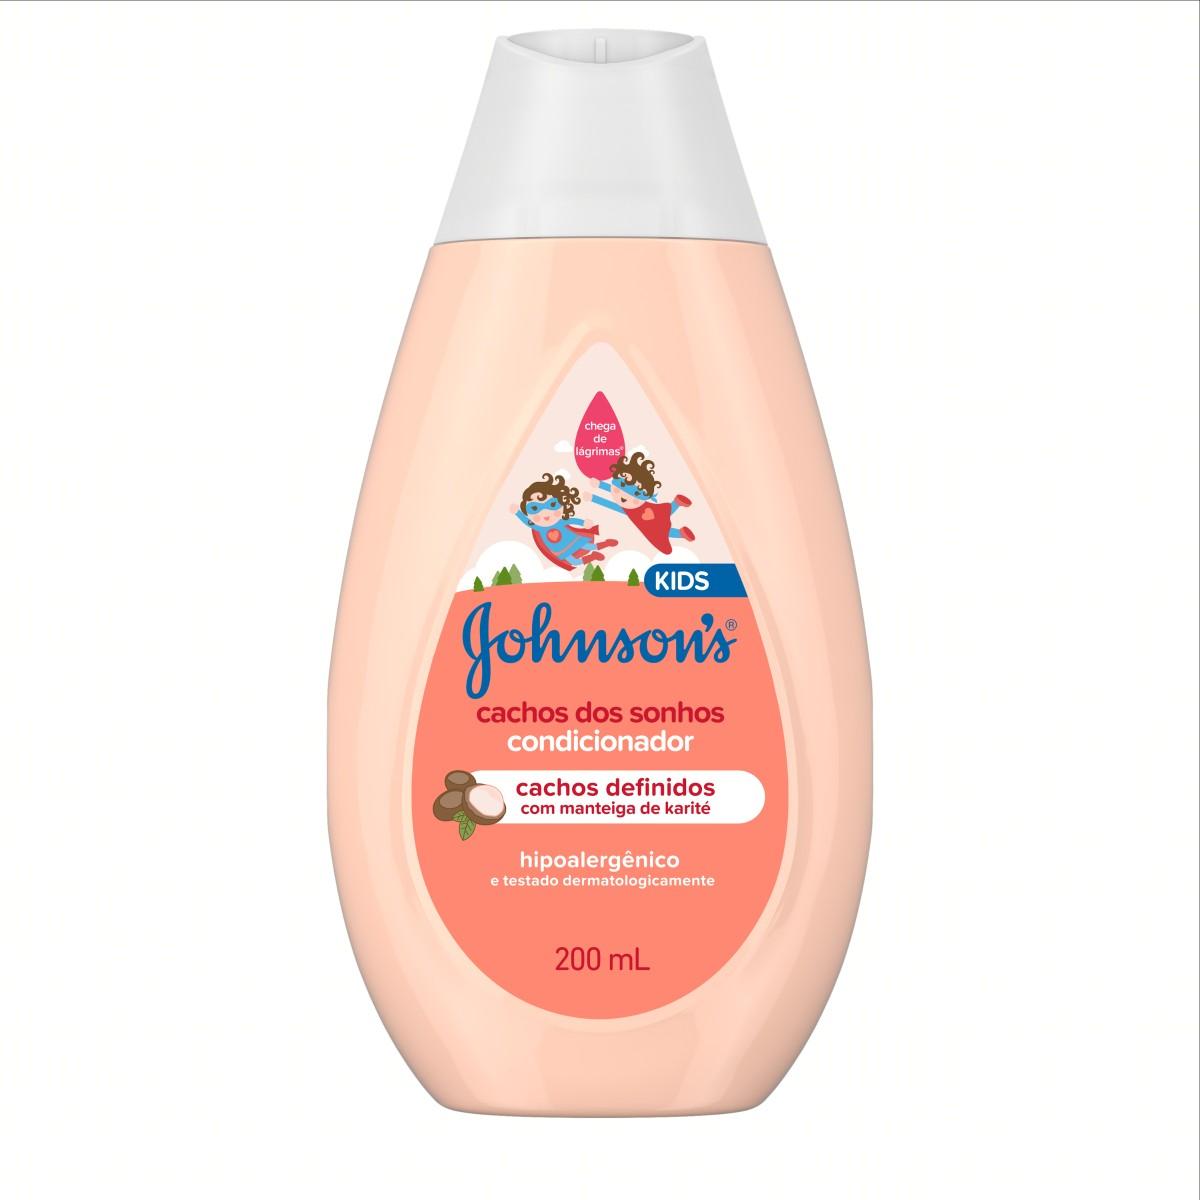 chega
de
lágrimas®
KIDS
Johnson's®
cachos dos sonhos
condicionador
cachos definidos
com manteiga de karité
hipoalergênico
e testado dermatologicamente
200 mL